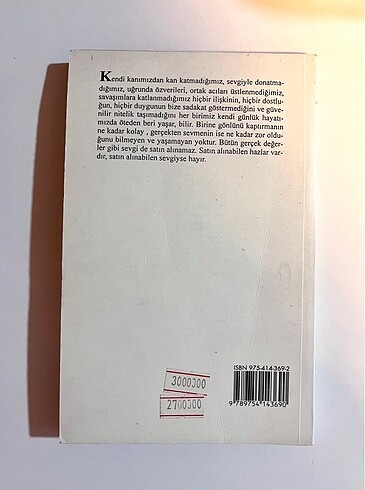 Kendi kanımızdan kan katmadığımız, sevgiyle donatma-
dığımız, uğrunda özverileri, ortak acıları üstlenmediğimiz,
savaşımlara katlanmadığımız hiçbir ilişkinin, hiçbir dostlu-
ğun, hiçbir duygunun bize sadakat göstermediğini ve güve-
nilir nitelik taşımadığını her birimiz kendi günlük hayatı-
mızda öteden beri yaşar, bilir. Birine gönlünü kaptırmanın
ne kadar kolay , gerçekten sevmenin ise ne kadar zor oldu-
ğunu bilmeyen ve yaşamayan yoktur. Bütün gerçek değer-
ler gibi sevgi de satın alınamaz. Satın alınabilen hazlar var-
dır, satın alınabilen sevgiyse hayır.
ISBN 975-414-369-2
9 789754 143690
3000000
2700000